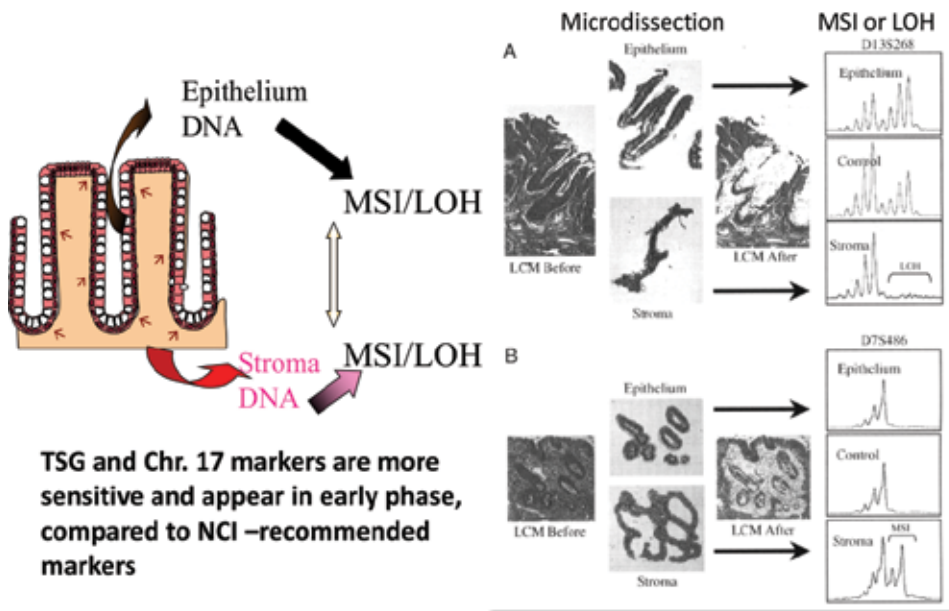 Epithelium
DNA
MSI/LOH
MSI/LOH
Stroma
DNA
TSG and Chr. 17 markers are more
sensitive and appear in early phase,
compared to NCI –recommended
markers
Microdissection
MSI or LOH
A
Epithelium
LCM Before
LCM After
Stroma
D13S268
Epithelium
Control
Stroma
LOH
B
Epithelium
LCM Before
LCM After
Stroma
D7S486
Epithelium
Control
Stroma
MSI